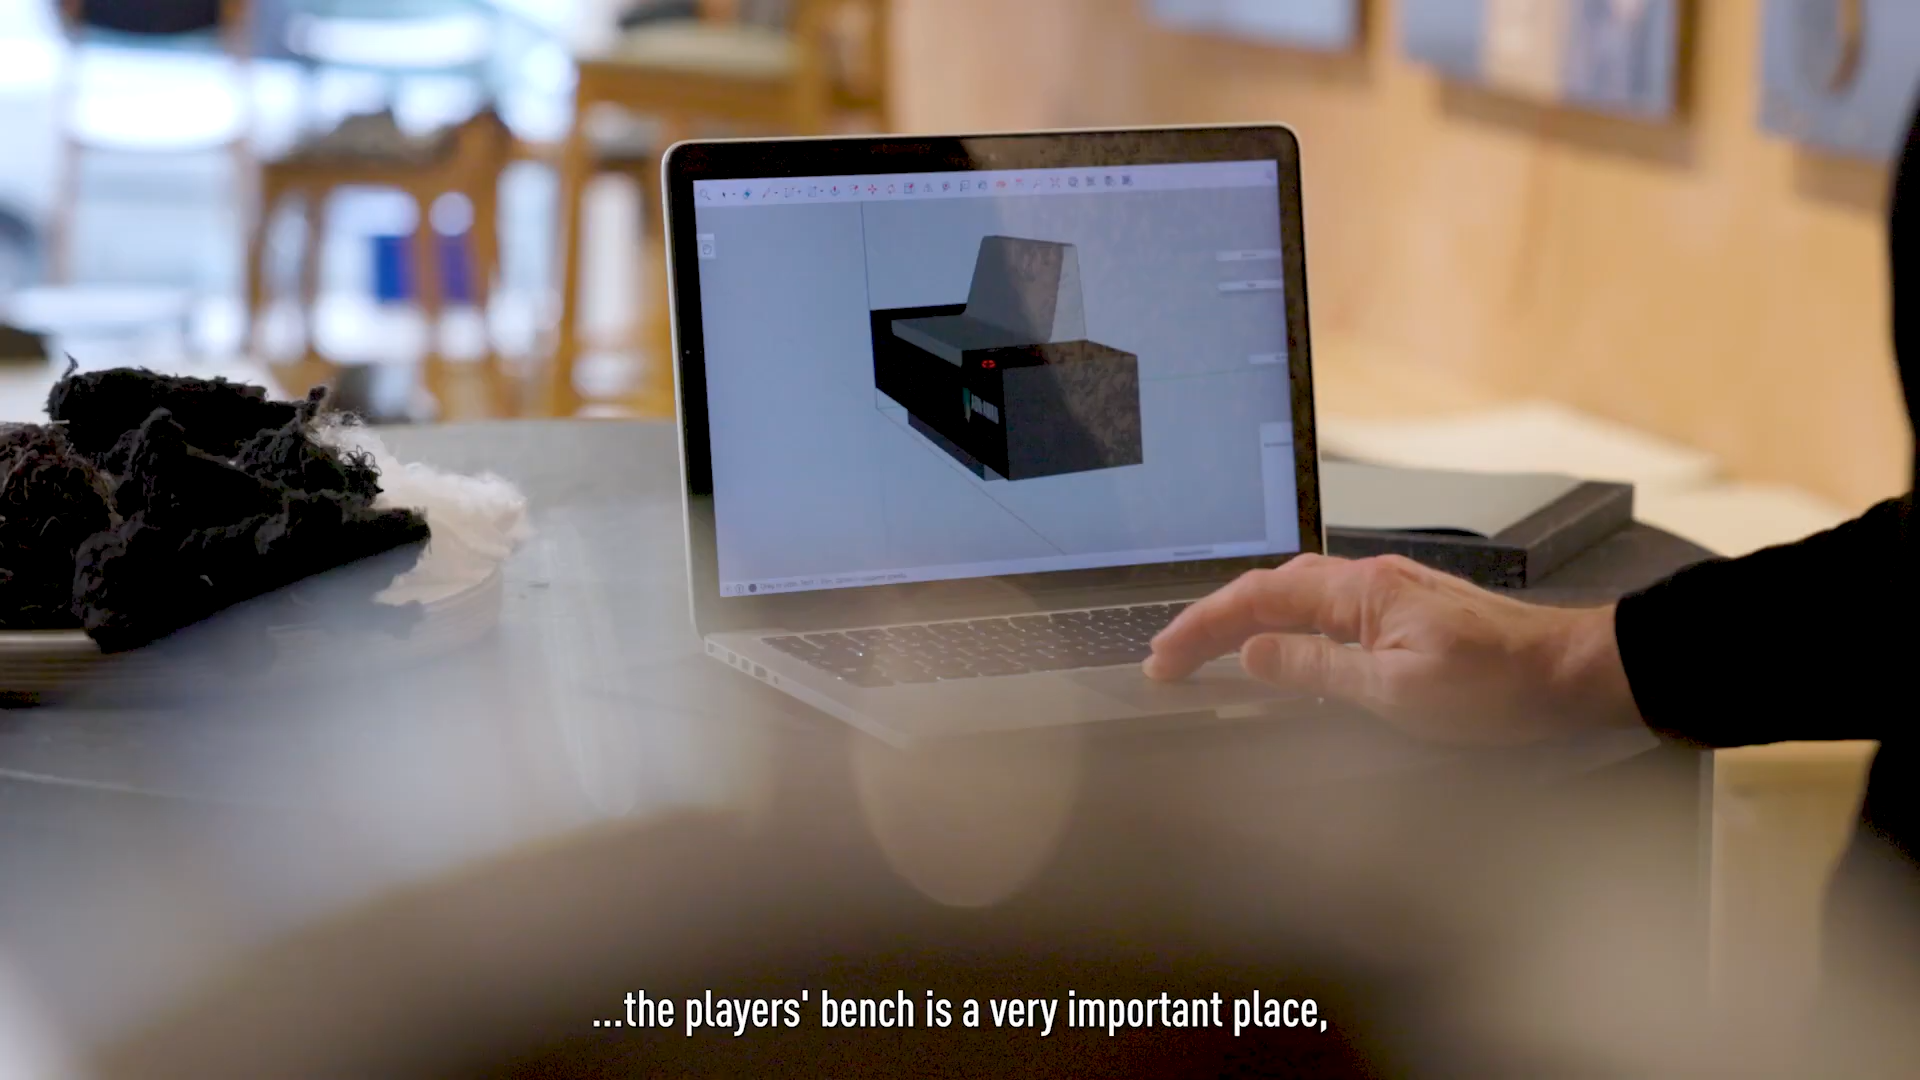 ...the players' bench is a very important place,